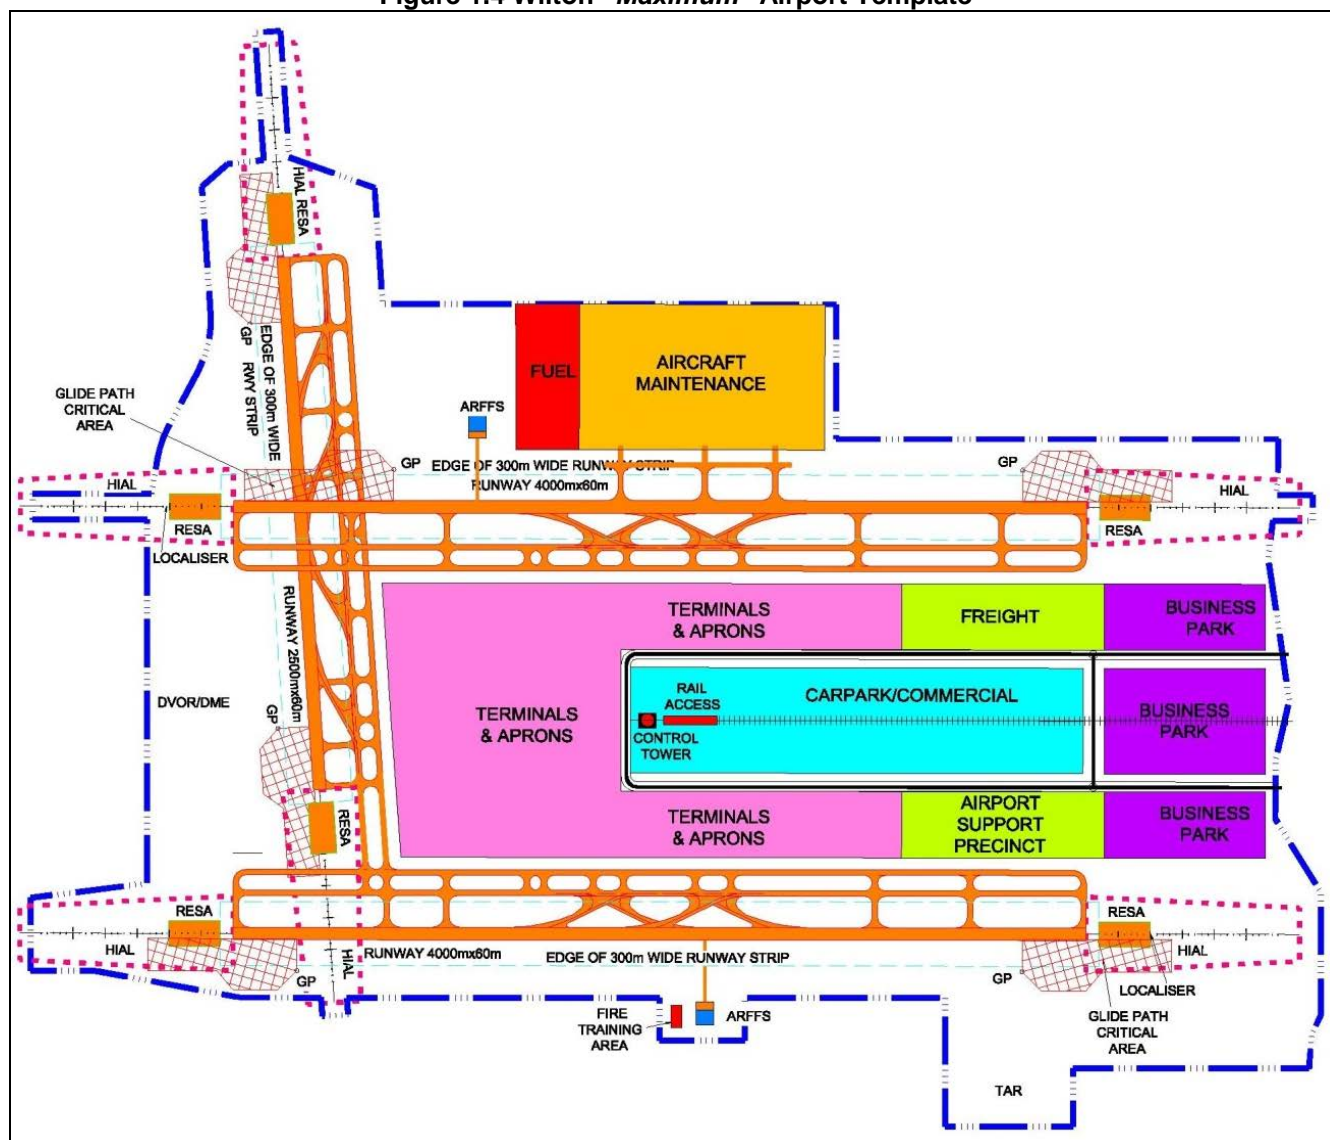 Figure 1.4 Wilton "Maximum" Airport Template
HIAL RESA
EDGE OF 300m WIDE
RWY STRIP
GP
GLIDE PATH
CRITICAL
AREA
FUEL
AIRCRAFT
MAINTENANCE
ARFFS
GP
EDGE OF 300m WIDE RUNWAY STRIP
RUNWAY 4000mx60m
GP
HIAL
RESA
LOCALISER
HIAL
RESA
RUNWAY 2500mx60m
DVOR/DME
GP
RESA
HIAL
TERMINALS
& APRONS
FREIGHT
BUSINESS
PARK
TERMINALS
& APRONS
RAIL
ACCESS
CARPARK/COMMERCIAL
CONTROL
TOWER
BUSINESS
PARK
TERMINALS
& APRONS
AIRPORT
SUPPORT
PRECINCT
BUSINESS
PARK
RESA
HIAL
GP
RUNWAY 4000mx60m
EDGE OF 300m WIDE RUNWAY STRIP
GP
RESA
HIAL
LOCALISER
GLIDE PATH
CRITICAL
AREA
FIRE
TRAINING
AREA
ARFFS
TAR